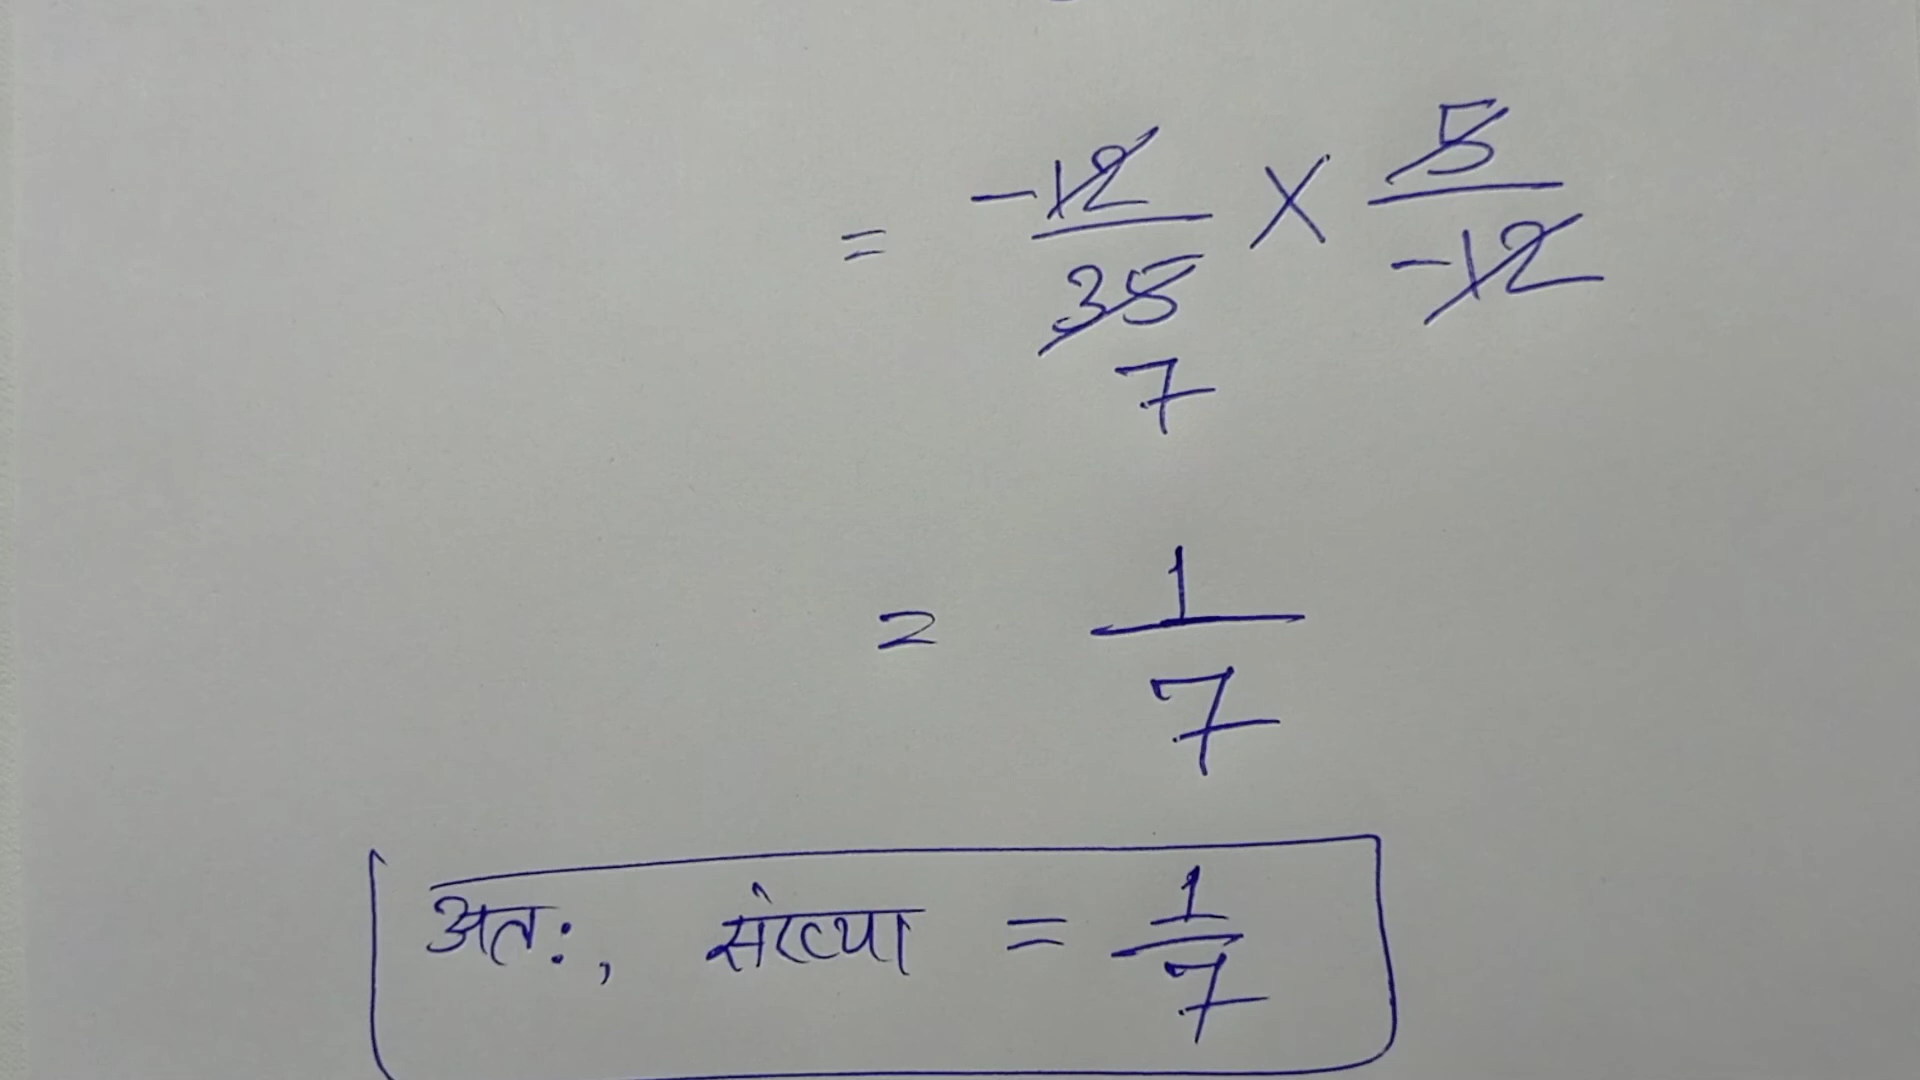 = -12/35 × 5/-12
7
= 1/7
अतः, संख्या = 1/7